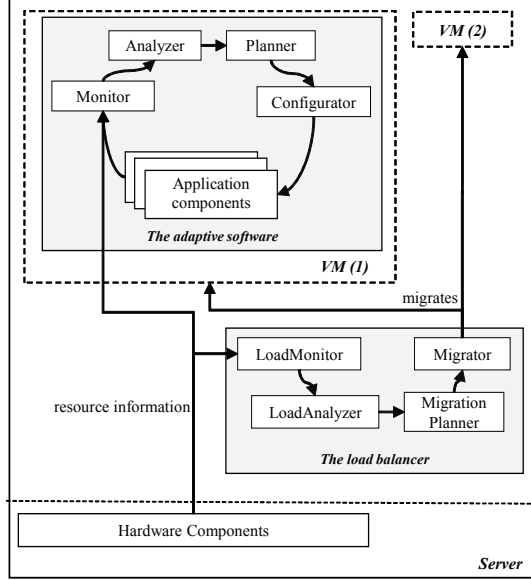 Analyzer
Planner
VM (2)
Monitor
Configurator
Application
components
The adaptive software
VM (1)
migrates
LoadMonitor
Migrator
resource information
LoadAnalyzer
Migration
Planner
The load balancer
Hardware Components
Server